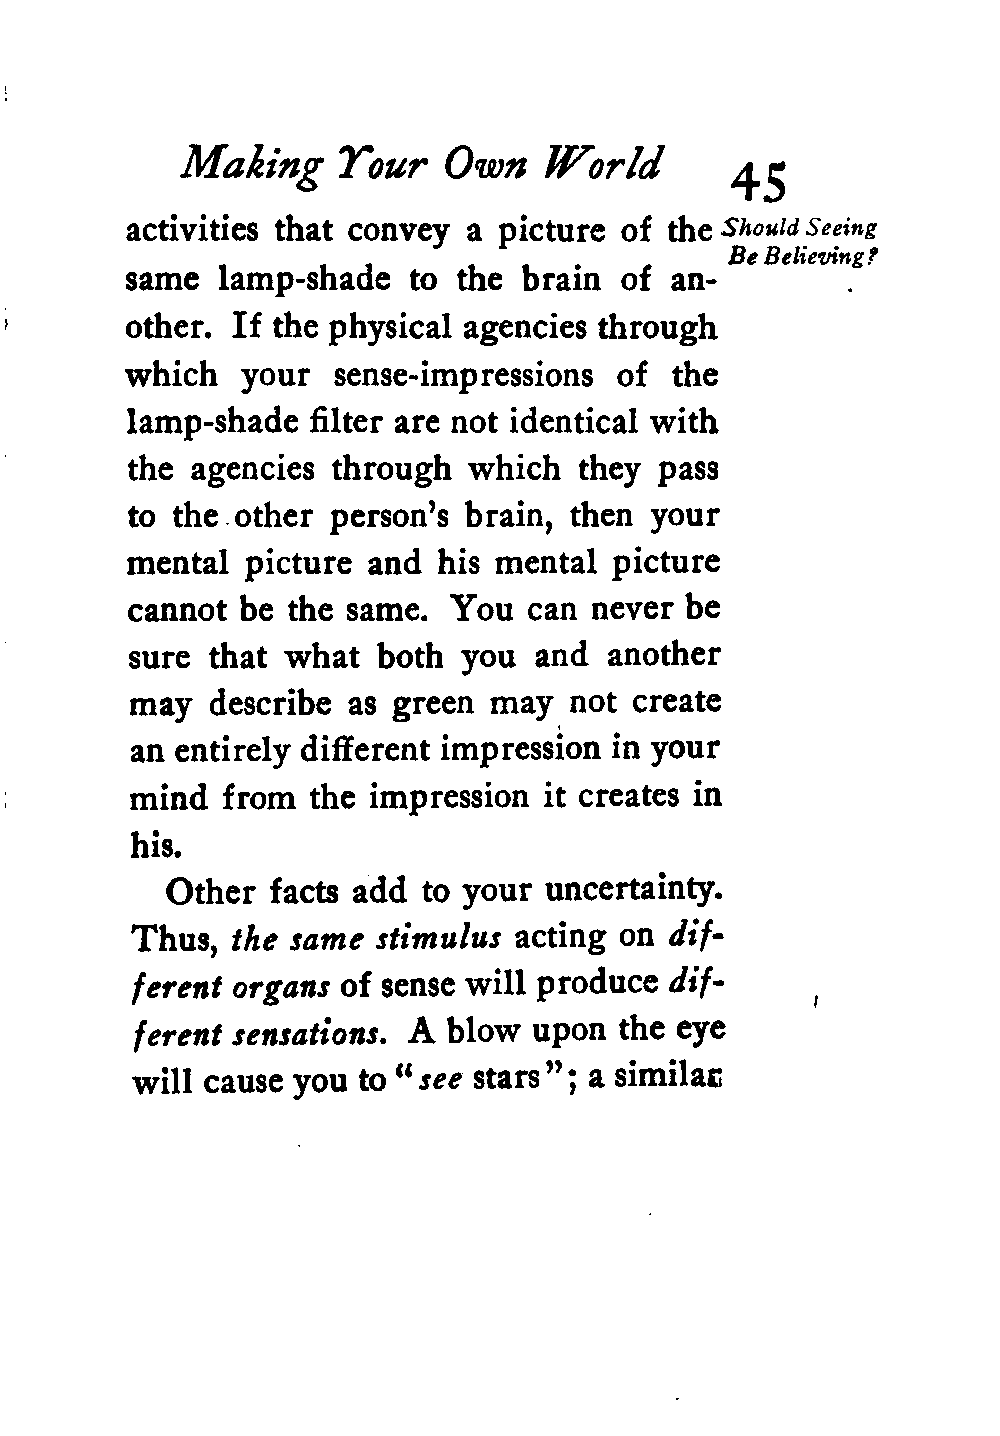 Making Your Own World 45
Should Seeing
Be Believing?
activities that convey a picture of the
same lamp-shade to the brain of an-
other. If the physical agencies through
which your sense-impressions of the
lamp-shade filter are not identical with
the agencies through which they pass
to the other person's brain, then your
mental picture and his mental picture
cannot be the same. You can never be
sure that what both you and another
may describe as green may not create
an entirely different impression in your
mind from the impression it creates in
his.
Other facts add to your uncertainty.
Thus, the same stimulus acting on dif-
ferent organs of sense will produce dif-
ferent sensations. A blow upon the eye
will cause you to "see stars"; a similar